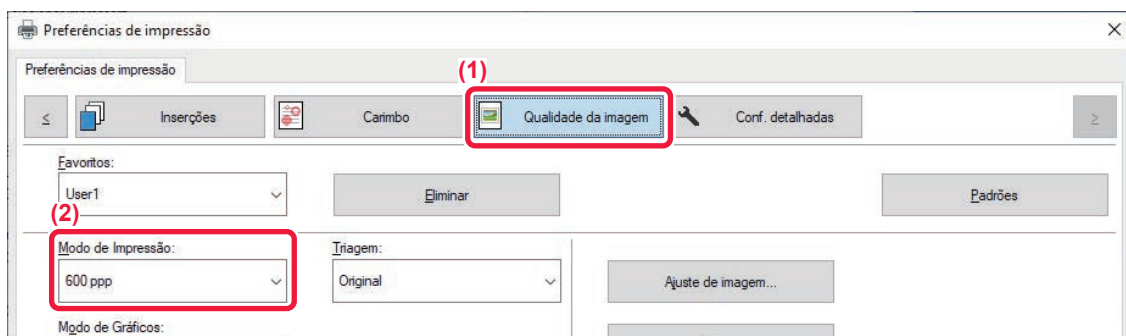 Preferências de impressão
Preferências de impressão
(1)
< Inserções Carimbo Qualidade da imagem Conf. detalhadas >
Favoritos:
User1 Eliminar Padrões
(2)
Modo de Impressão: Triagem:
600 ppp Original Ajuste de imagem...
Modo de Gráficos: